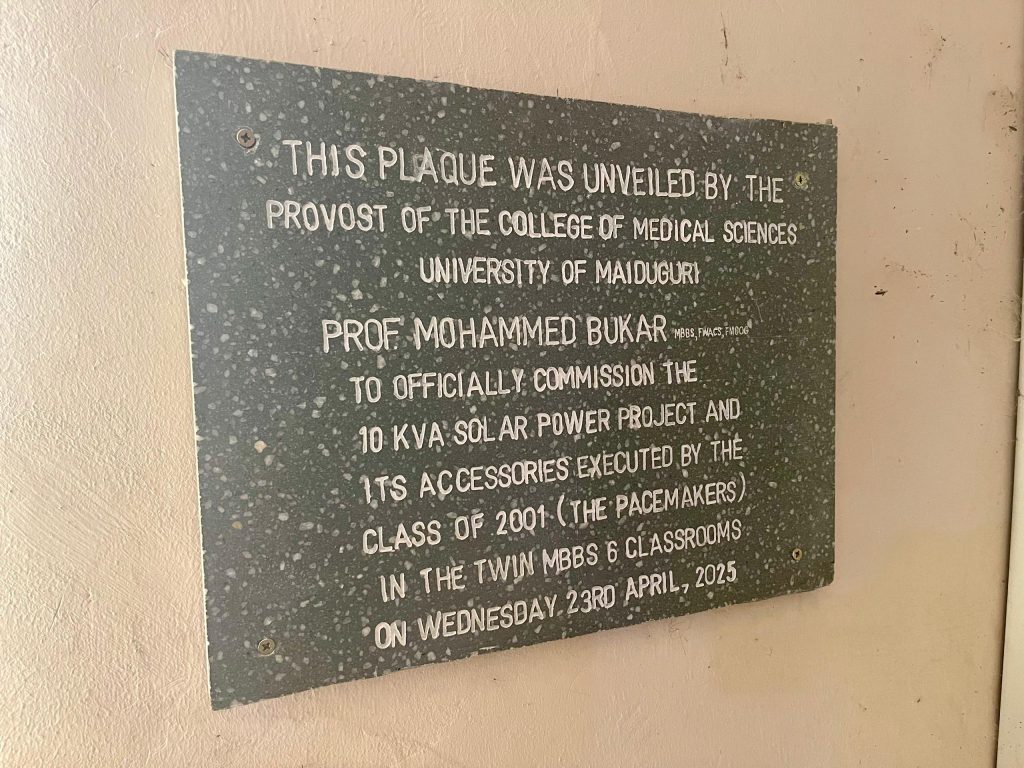 THIS PLAQUE WAS UNVEILED BY THE
PROVOST OF THE COLLEGE OF MEDICAL SCIENCES
UNIVERSITY OF MAIDUGURI
PROF. MOHAMMED BUKAR MBBS, FWACS, FMCOG
TO OFFICIALLY COMMISSION THE
10 KVA SOLAR POWER PROJECT AND
ITS ACCESSORIES EXECUTED BY THE
CLASS OF 2001 (THE PACEMAKERS)
IN THE TWIN MBBS 6 CLASSROOMS
ON WEDNESDAY 23RD APRIL, 2025